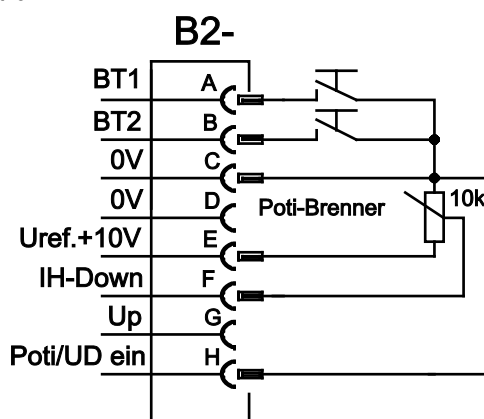 B2-
BT1 A
BT2 B
0V C
0V D
Poti-Brenner 10k
Uref.+10V E
IH-Down F
Up G
Poti/UD ein H